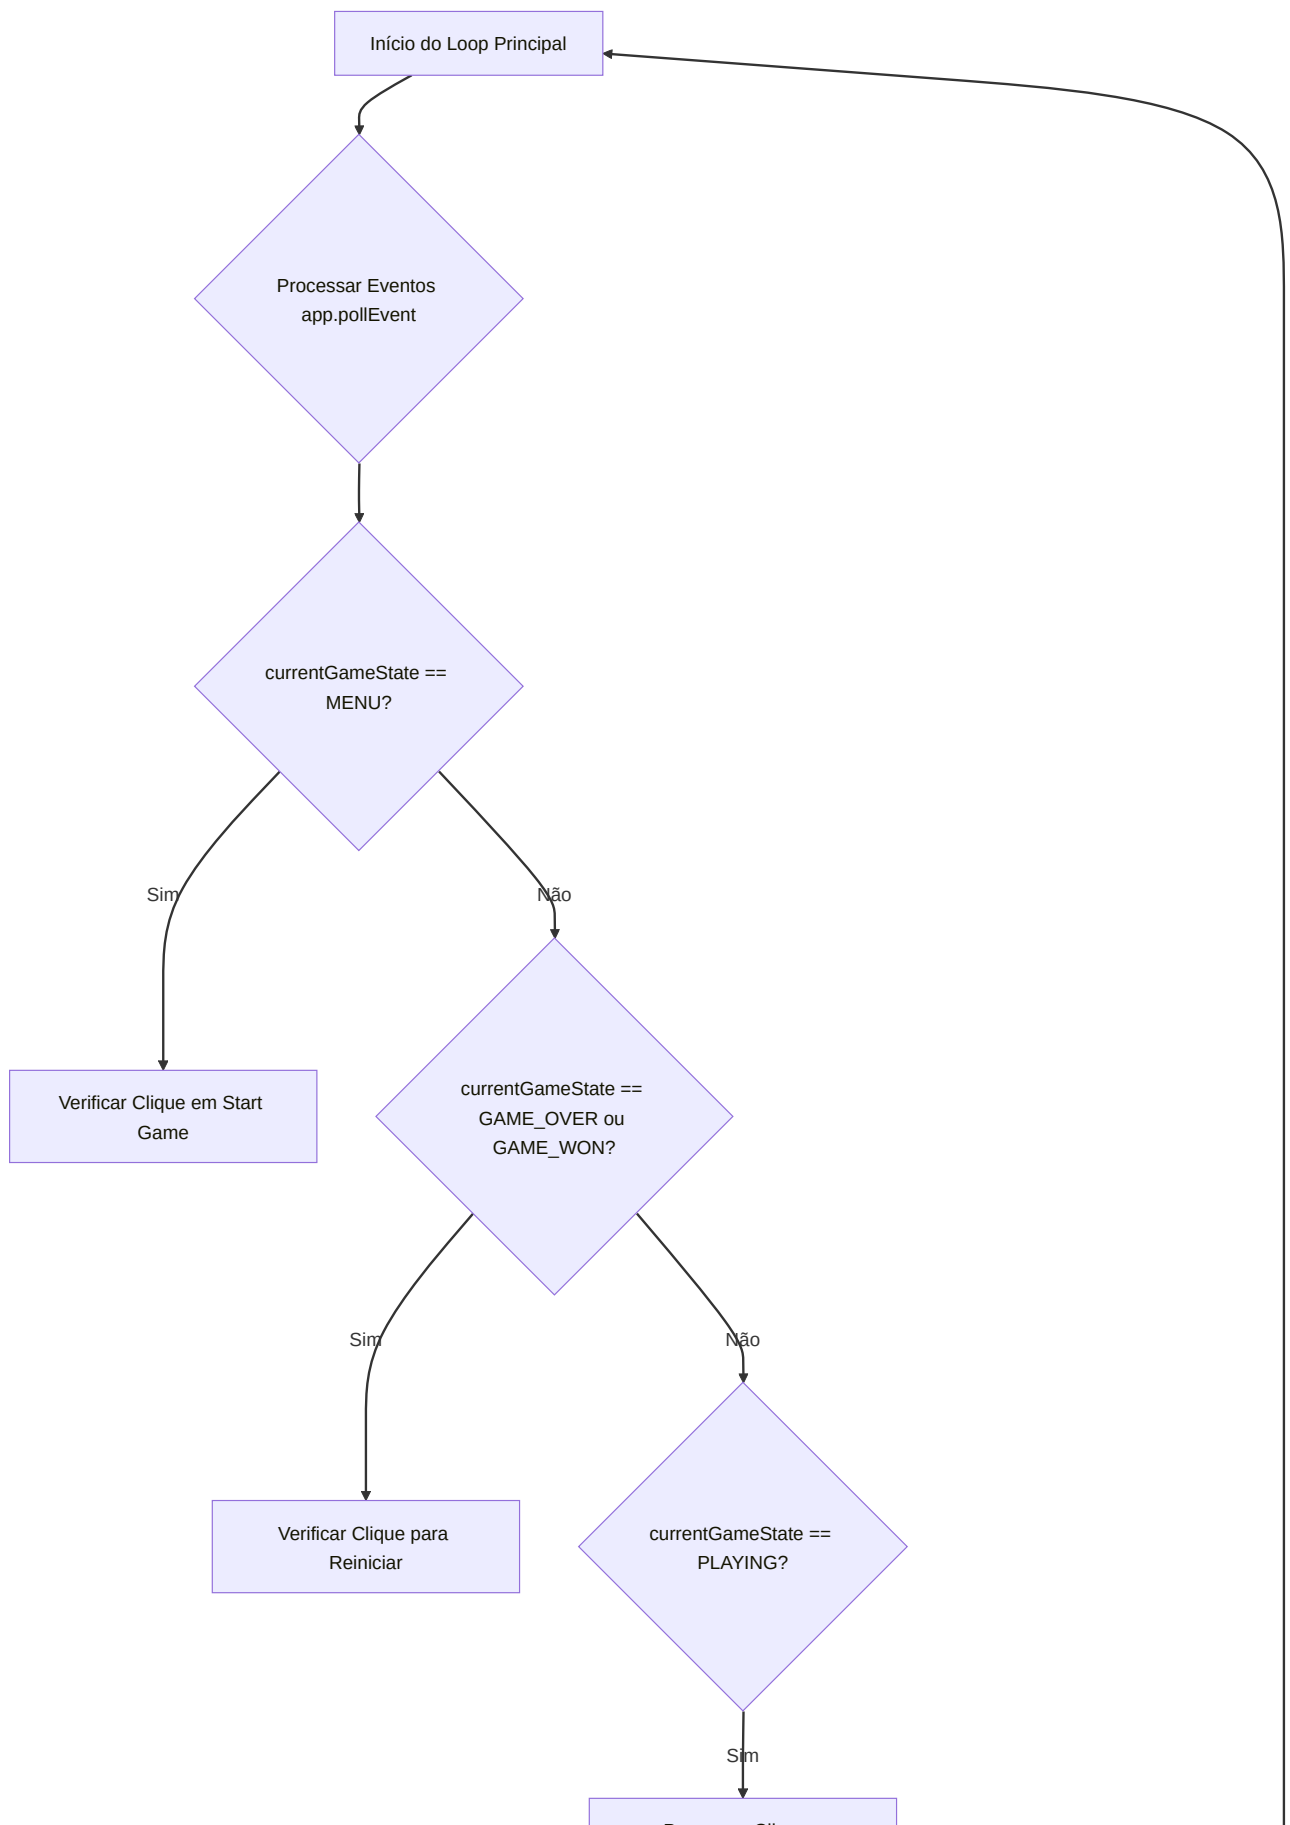 Início do Loop Principal
Processar Eventos
app.pollEvent
currentGameState ==
MENU?
Sim
Não
Verificar Clique em Start
Game
currentGameState ==
GAME_OVER ou
GAME_WON?
Sim
Não
Verificar Clique para
Reiniciar
currentGameState ==
PLAYING?
Sim